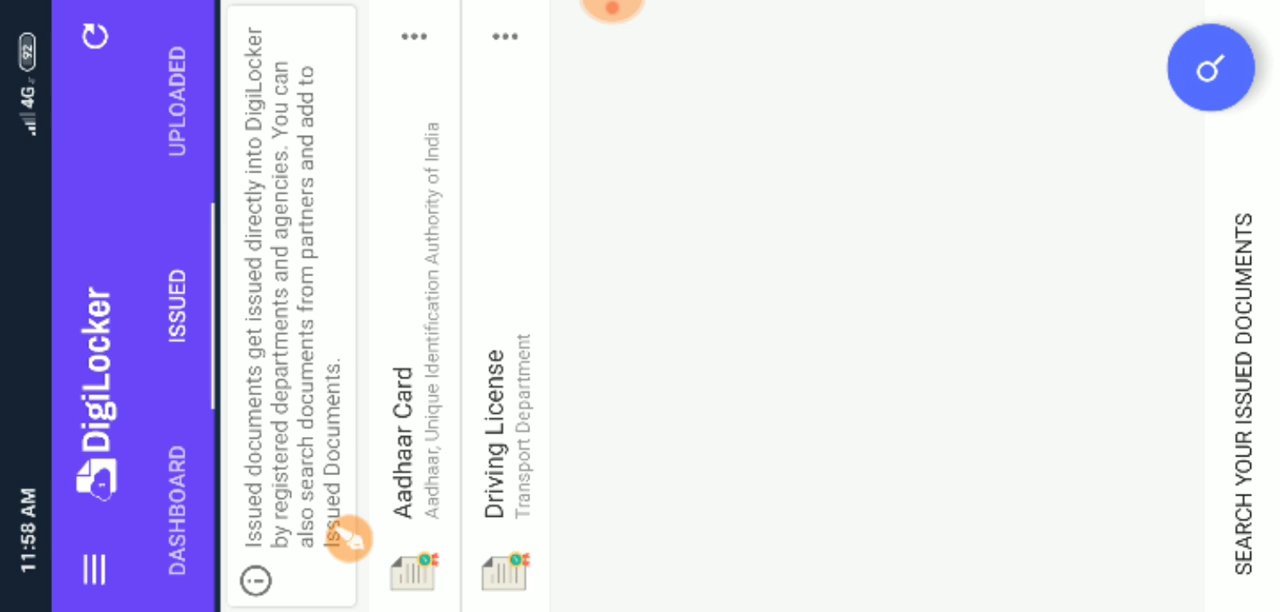 11:58 AM 4G 92
DigiLocker
DASHBOARD ISSUED UPLOADED
Issued documents get issued directly into DigiLocker
by registered departments and agencies. You can
also search documents from partners and add to
Issued Documents.
Aadhaar Card
Aadhaar, Unique Identification Authority of India
Driving License
Transport Department
SEARCH YOUR ISSUED DOCUMENTS